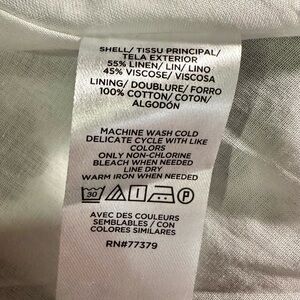 SHELL/ TISSU PRINCIPAL/
TELA EXTERIOR
55% LINEN/ LIN/ LINO
45% VISCOSE/ VISCOSA
LINING/ DOUBLURE/ FORRO
100% COTTON/ COTON/
ALGODÓN
MACHINE WASH COLD
DELICATE CYCLE WITH LIKE
COLORS
ONLY NON-CHLORINE
BLEACH WHEN NEEDED
LINE DRY
WARM IRON WHEN NEEDED
30 P
AVEC DES COULEURS
SEMBLABLES / CON
COLORES SIMILARES
RN#77379